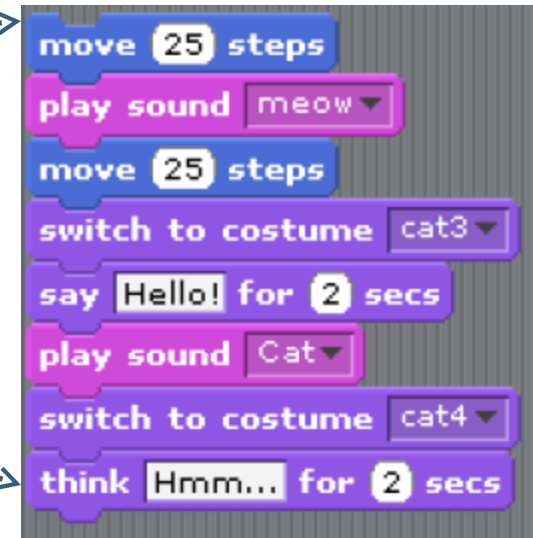 move 25 steps
play sound meow
move 25 steps
switch to costume cat3
say Hello! for 2 secs
play sound Cat
switch to costume cat4
think Hmm... for 2 secs